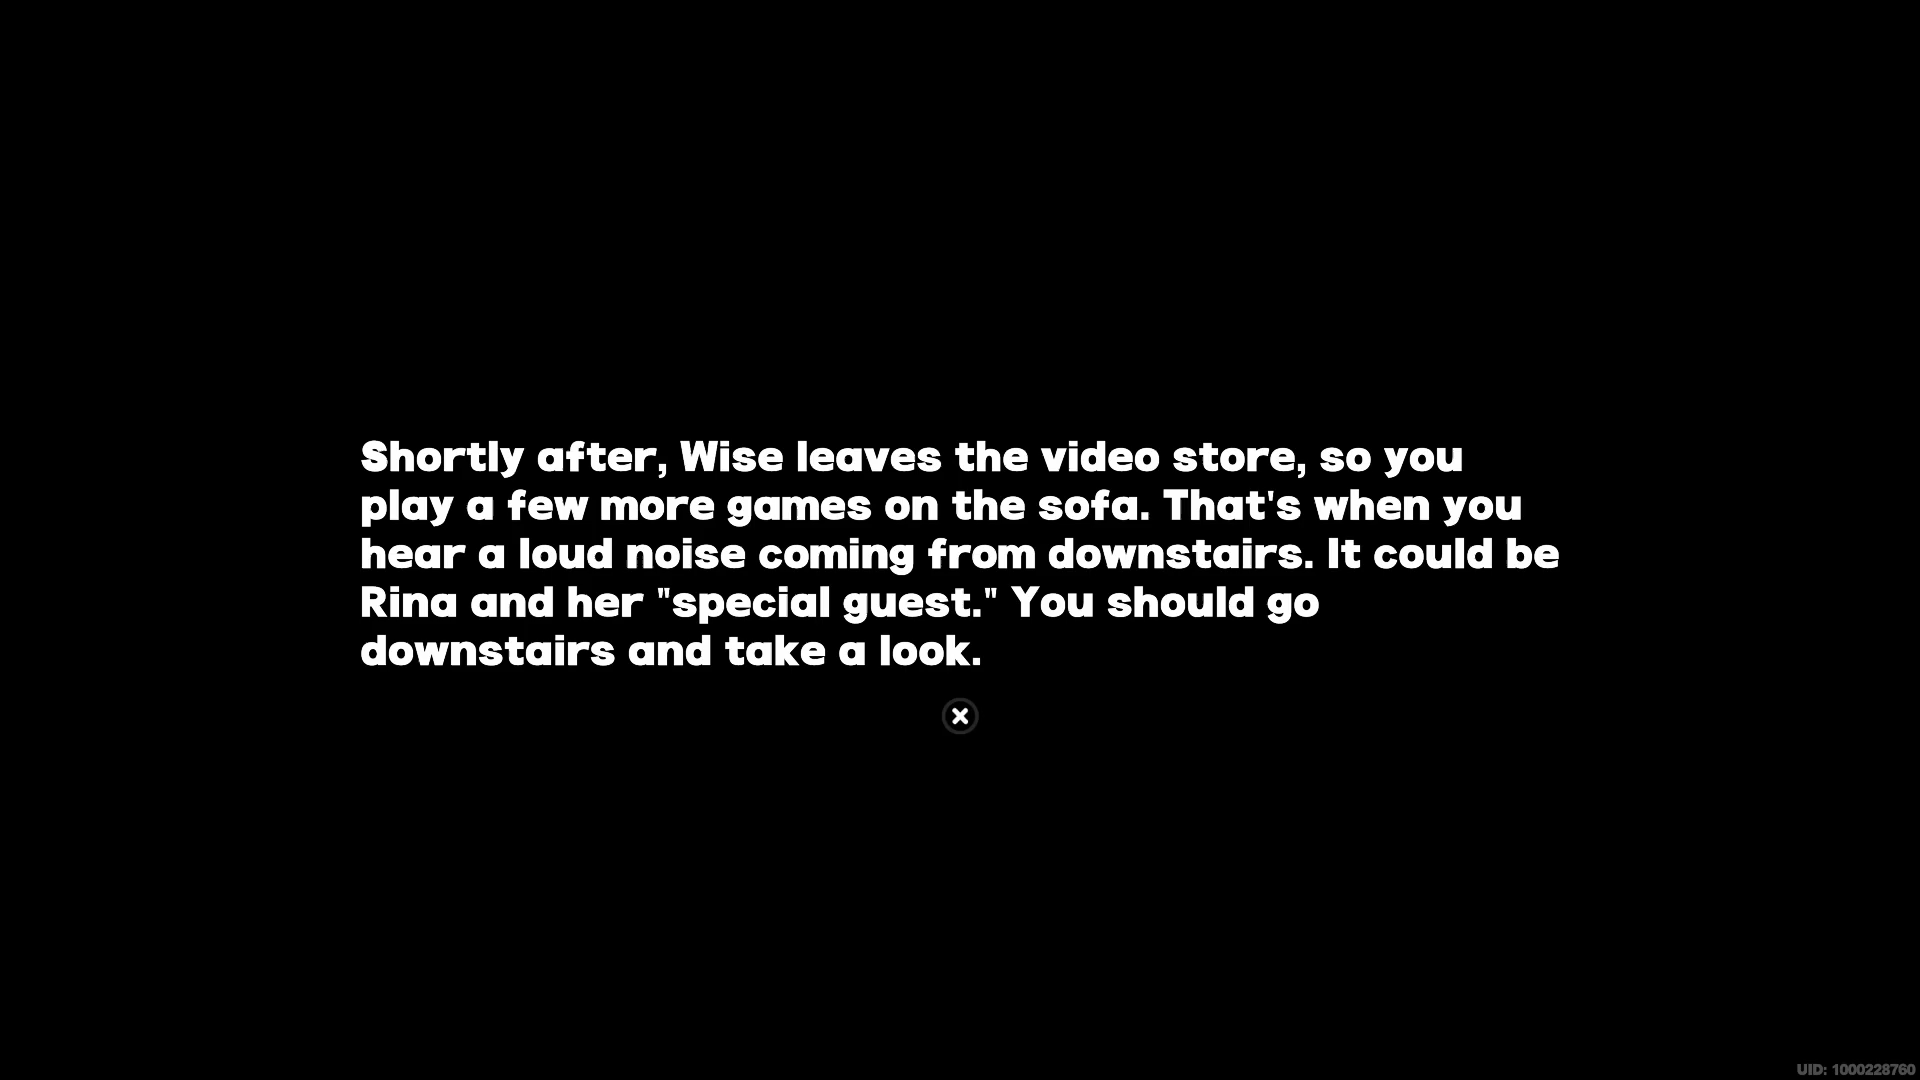 Shortly after, Wise leaves the video store, so you
play a few more games on the sofa. That's when you
hear a loud noise coming from downstairs. It could be
Rina and her "special guest." You should go
downstairs and take a look.
UID: 1000228760